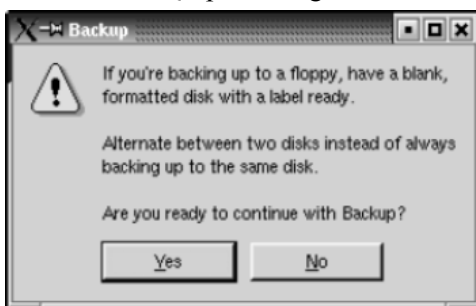 Backup
If you're backing up to a floppy, have a blank,
formatted disk with a label ready.
Alternate between two disks instead of always
backing up to the same disk.
Are you ready to continue with Backup?
Yes
No